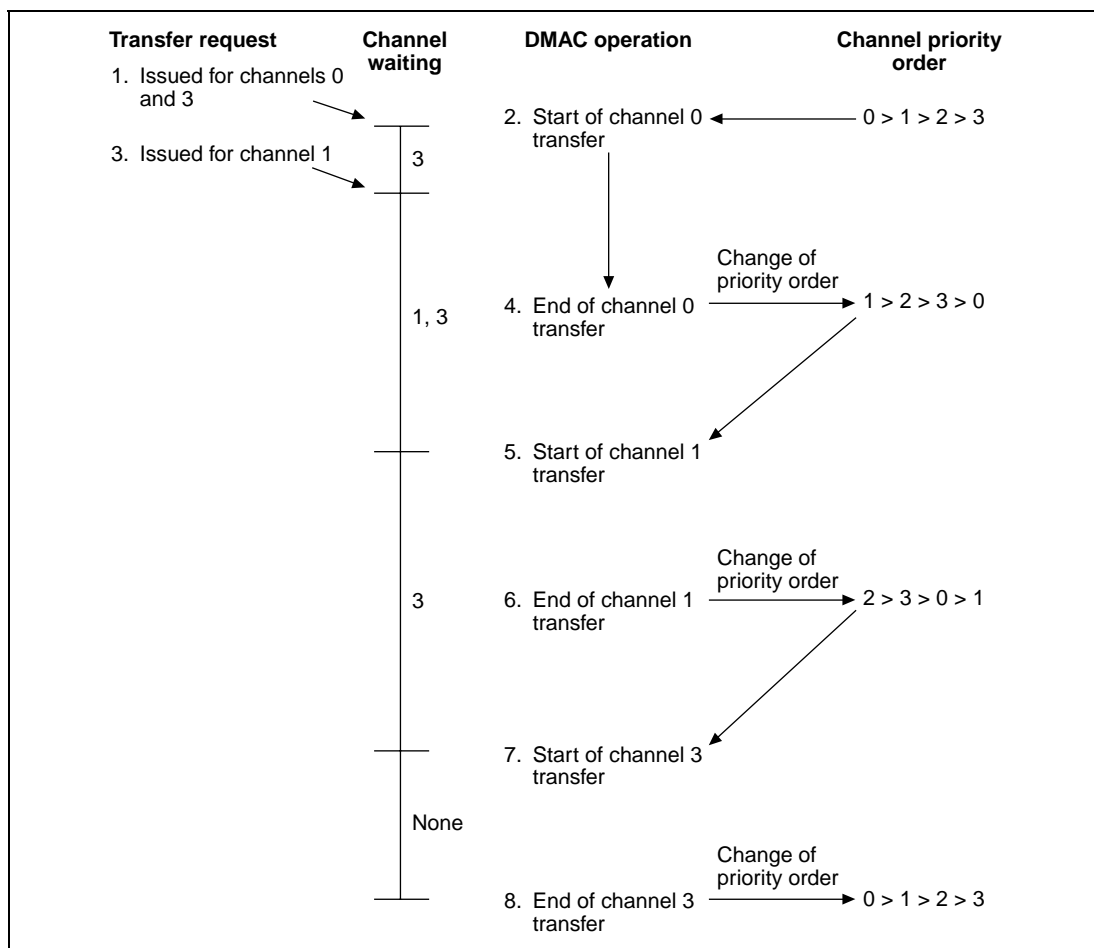 Transfer request
Channel
waiting
DMAC operation
Channel priority
order
1. Issued for channels 0
and 3
2. Start of channel 0
transfer
0 > 1 > 2 > 3
3. Issued for channel 1
3
1, 3
4. End of channel 0
transfer
Change of
priority order
1 > 2 > 3 > 0
5. Start of channel 1
transfer
3
6. End of channel 1
transfer
Change of
priority order
2 > 3 > 0 > 1
7. Start of channel 3
transfer
None
8. End of channel 3
transfer
Change of
priority order
0 > 1 > 2 > 3